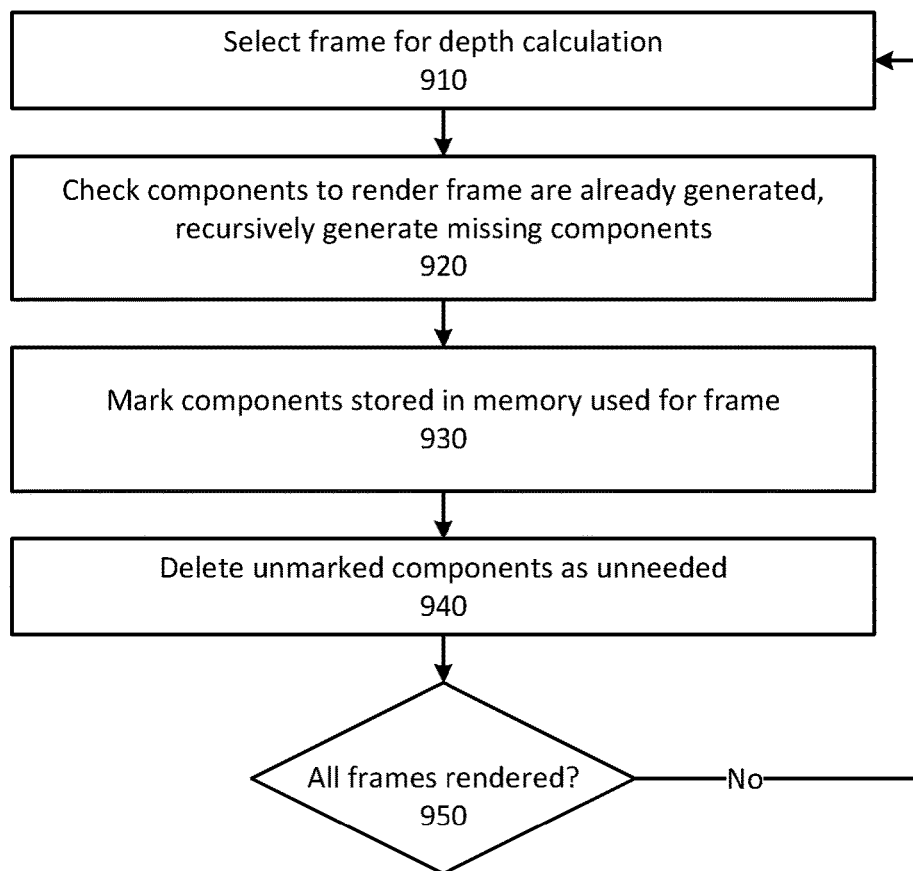 Select frame for depth calculation
910
Check components to render frame are already generated,
recursively generate missing components
920
Mark components stored in memory used for frame
930
Delete unmarked components as unneeded
940
All frames rendered?
950
No